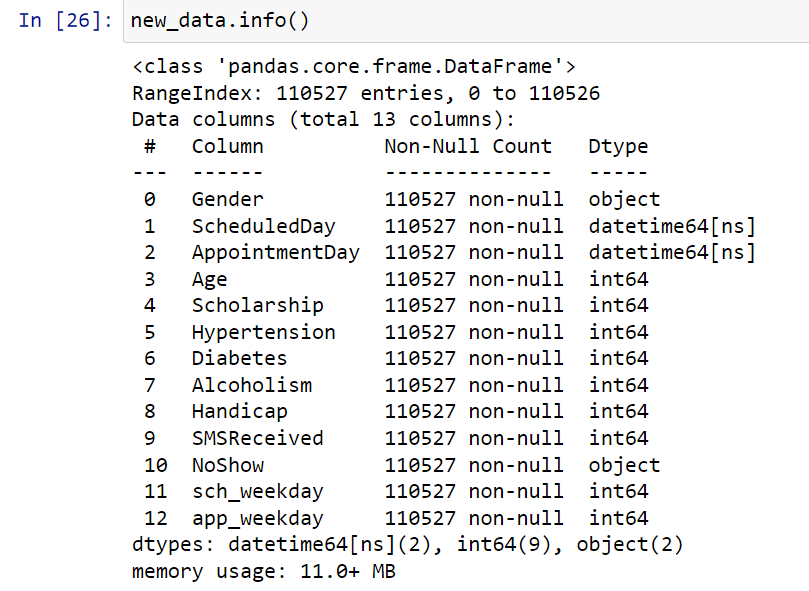 In [26]: new_data.info()
<class 'pandas.core.frame.DataFrame'>
RangeIndex: 110527 entries, 0 to 110526
Data columns (total 13 columns):
 #   Column          Non-Null Count   Dtype
---  ------          --------------   -----
 0   Gender          110527 non-null  object
 1   ScheduledDay    110527 non-null  datetime64[ns]
 2   AppointmentDay  110527 non-null  datetime64[ns]
 3   Age             110527 non-null  int64
 4   Scholarship     110527 non-null  int64
 5   Hypertension    110527 non-null  int64
 6   Diabetes        110527 non-null  int64
 7   Alcoholism      110527 non-null  int64
 8   Handicap        110527 non-null  int64
 9   SMSReceived     110527 non-null  int64
 10  NoShow          110527 non-null  object
 11  sch_weekday     110527 non-null  int64
 12  app_weekday     110527 non-null  int64
dtypes: datetime64[ns](2), int64(9), object(2)
memory usage: 11.0+ MB